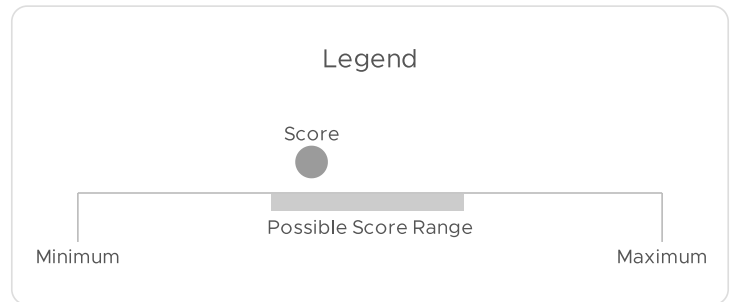 Legend
Score
Possible Score Range
Minimum
Maximum